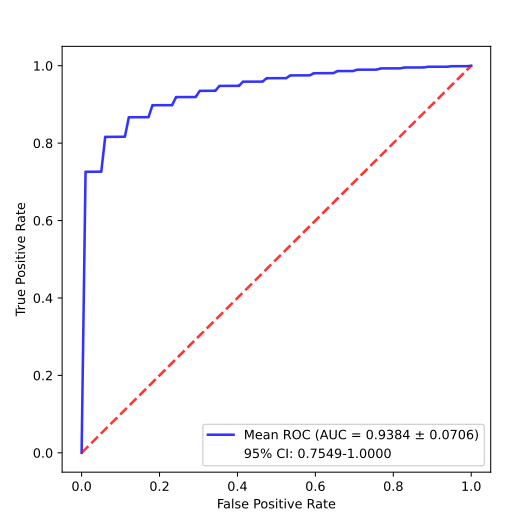 1.0
0.8
0.6
0.4
0.2
0.0
True Positive Rate
Mean ROC (AUC = 0.9384 ± 0.0706)
95% CI: 0.7549-1.0000
0.0 0.2 0.4 0.6 0.8 1.0
False Positive Rate